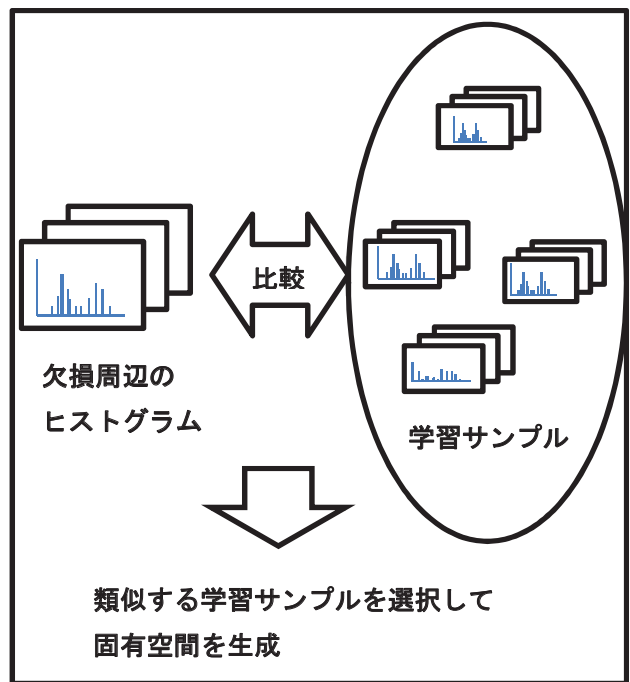 比較
欠損周辺の
ヒストグラム
学習サンプル
類似する学習サンプルを選択して
固有空間を生成